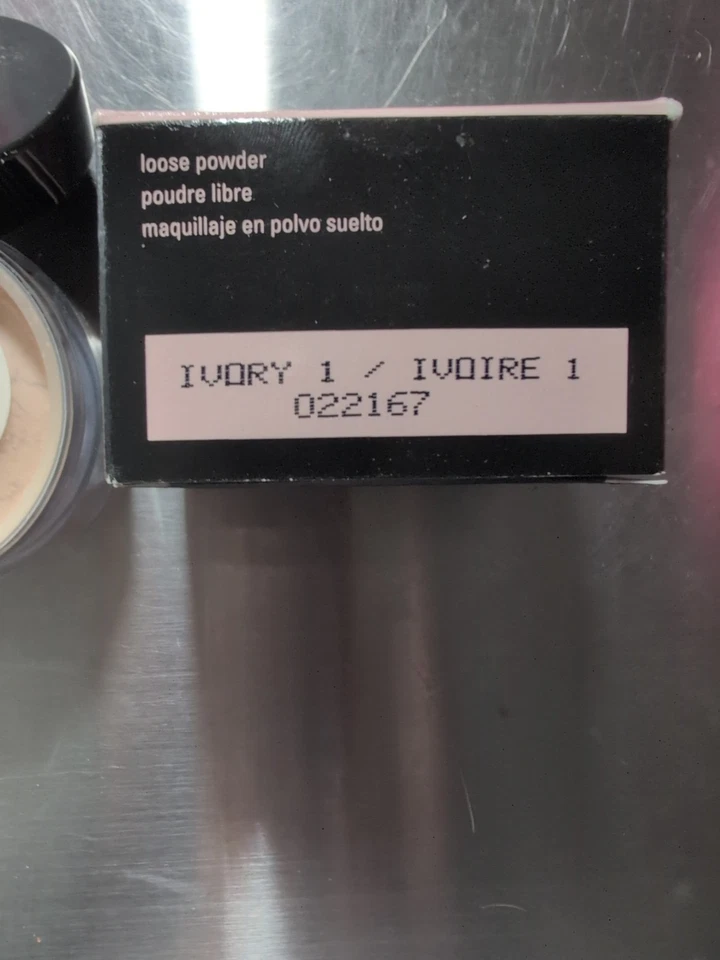 loose powder
poudre libre
maquillaje en polvo suelto
IVORY 1 / IVOIRE 1
022167